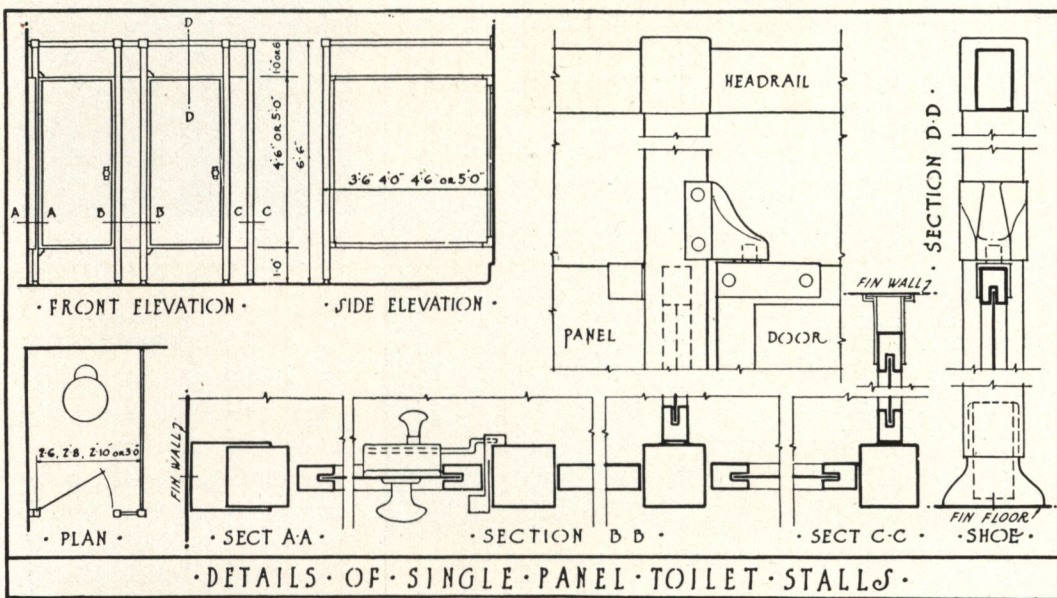 D
D
1'0" OR 6"
4'-6" OR 5'-0"
6'-6"
1'-0"
A A B B C C
3'-6" 4'-0" 4'-6" OR 5'-0"
· FRONT ELEVATION ·
· SIDE ELEVATION ·
HEADRAIL
PANEL
DOOR
· SECTION D·D ·
FIN WALL
2'-6, 2'-8, 2'-10" OR 3'0
· PLAN ·
FIN WALL
· SECT A·A ·
· SECTION B B ·
SECT C-C ·
FIN FLOOR
· SHOE ·
· DETAILS · OF · SINGLE · PANEL · TOILET · STALLS ·